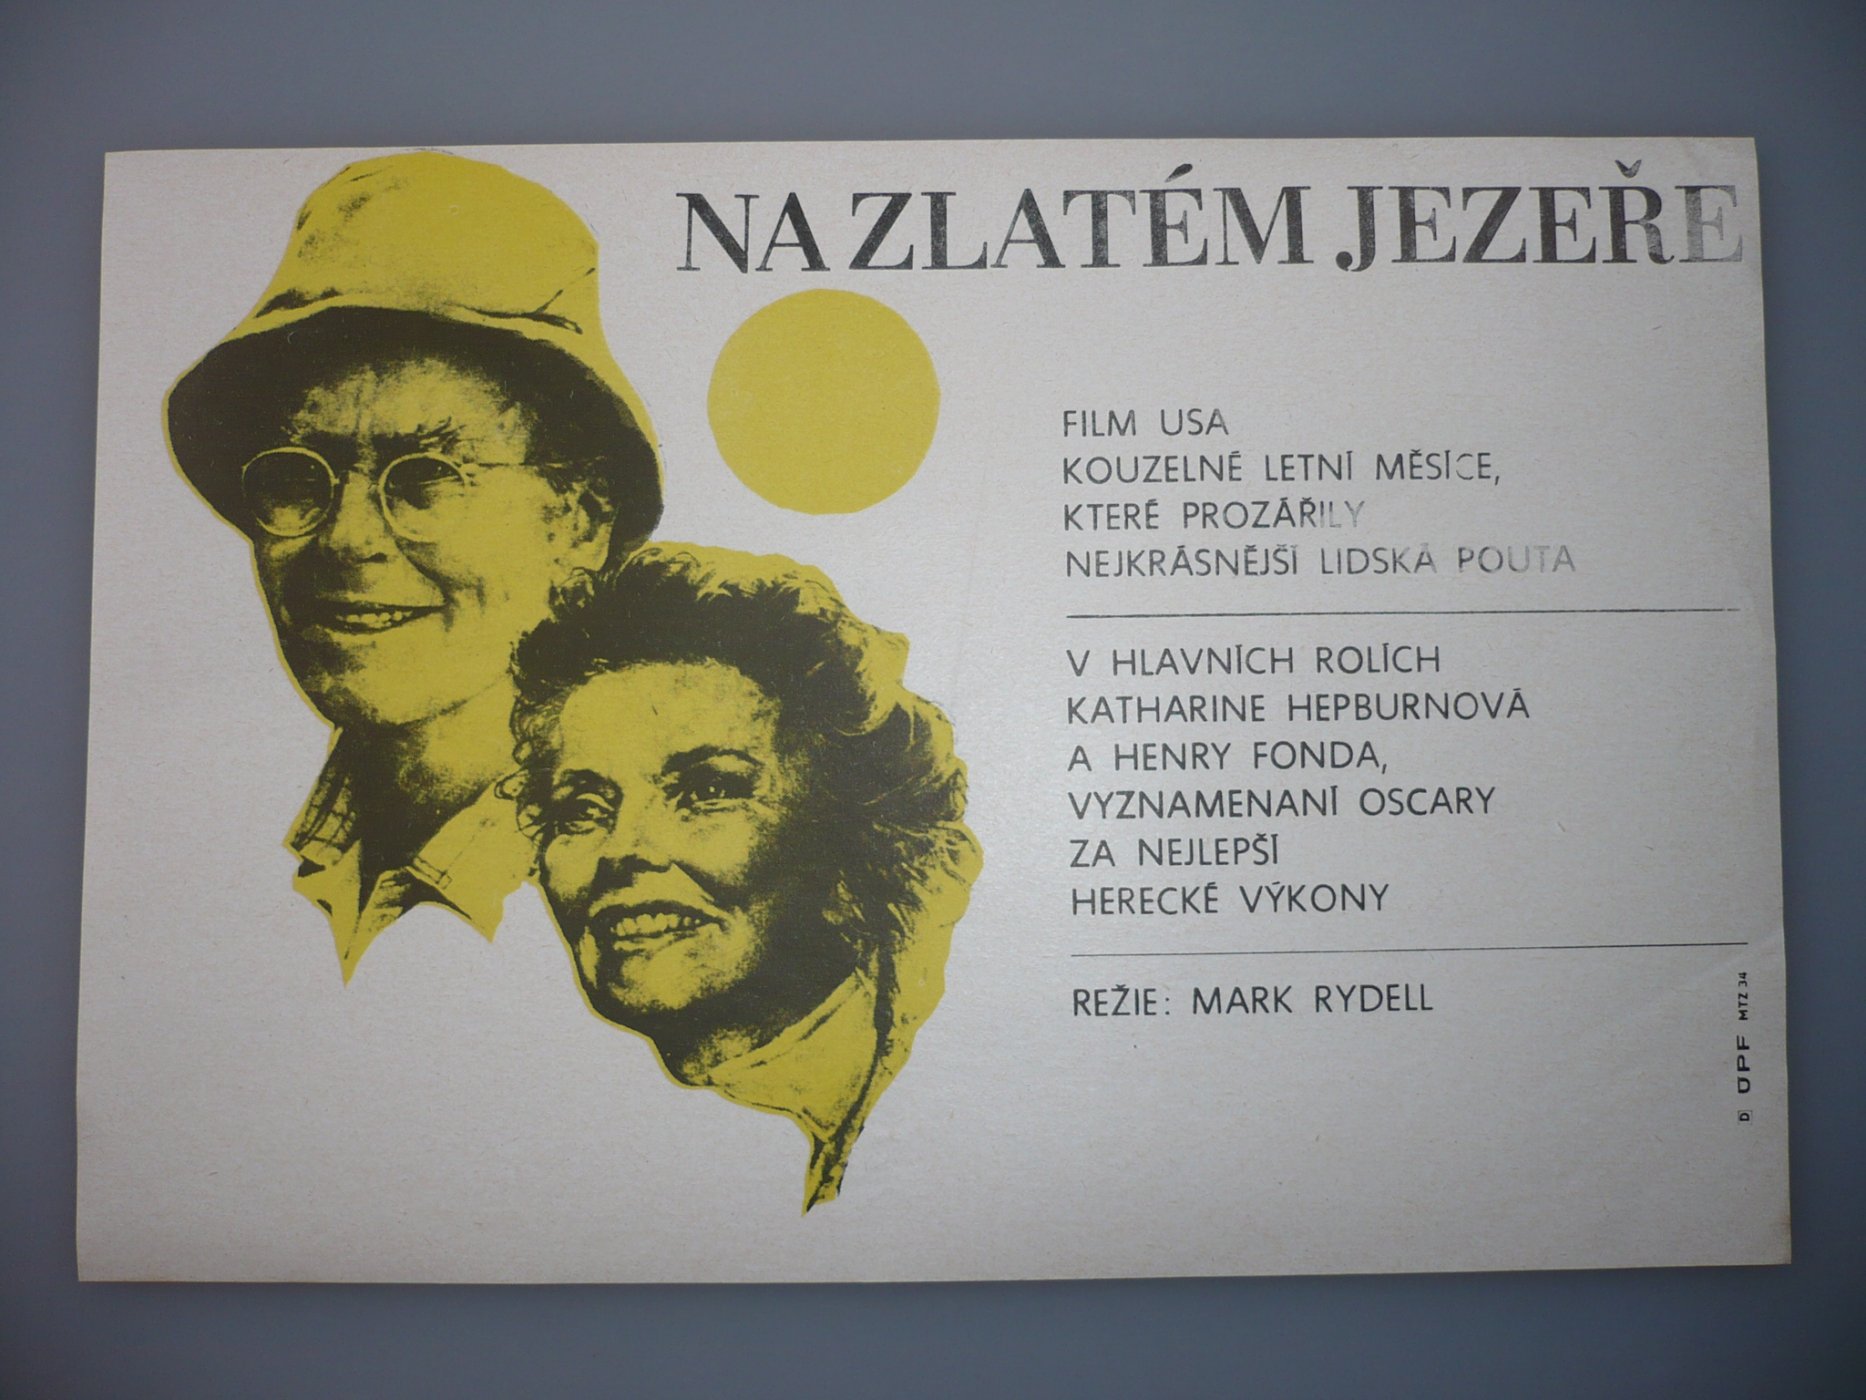 NA ZLATÉM JEZEŘE
FILM USA
KOUZELNÉ LETNÍ MĚSÍCE,
KTERÉ PROZÁŘILY
NEJKRÁSNĚJŠÍ LIDSKÁ POUTA
V HLAVNÍCH ROLÍCH
KATHARINE HEPBURNOVÁ
A HENRY FONDA,
VYZNAMENANÍ OSCARY
ZA NEJLEPŠÍ
HERECKÉ VÝKONY
REŽIE: MARK RYDELL
D ÚPF MTZ 34